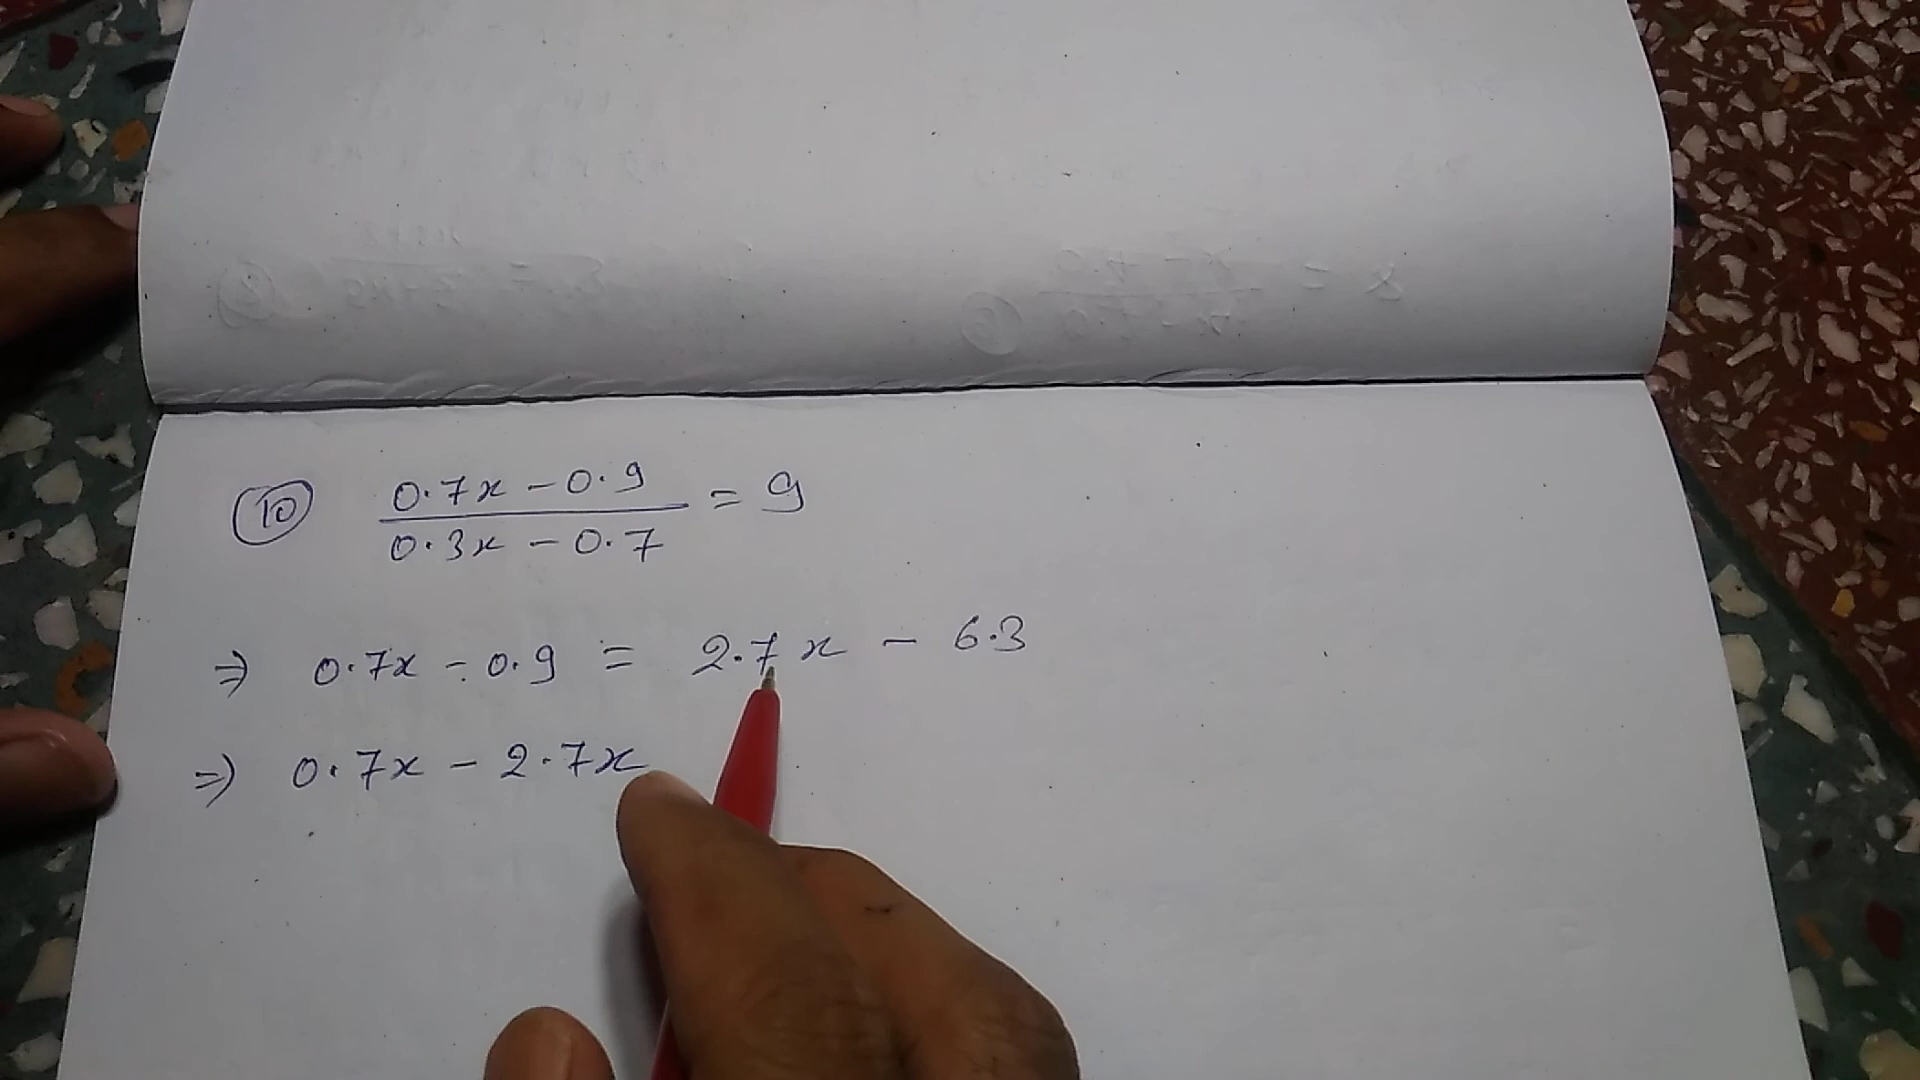 10 (0.7x - 0.9)/(0.3x - 0.7) = 9
⇒ 0.7x - 0.9 = 2.7x - 6.3
⇒ 0.7x - 2.7x